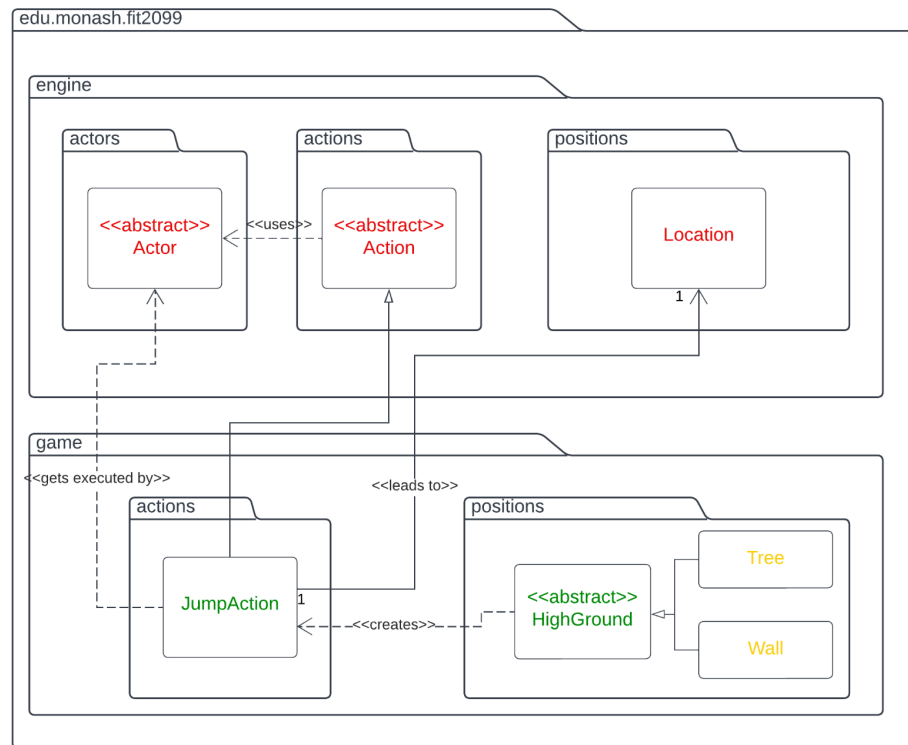 edu.monash.fit2099
engine
actors
actions
positions
<<abstract>>
Actor
<<uses>>
<<abstract>>
Action
Location
1
game
<<gets executed by>>
<<leads to>>
actions
positions
JumpAction
1
<<creates>>
<<abstract>>
HighGround
Tree
Wall